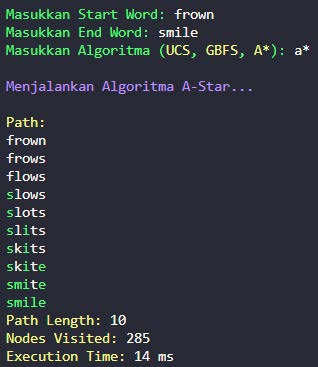 Masukkan Start Word: frown
Masukkan End Word: smile
Masukkan Algoritma (UCS, GBFS, A*): a*
Menjalankan Algoritma A-Star...
Path:
frown
frows
flows
slows
slots
slits
skits
skite
smite
smile
Path Length: 10
Nodes Visited: 285
Execution Time: 14 ms